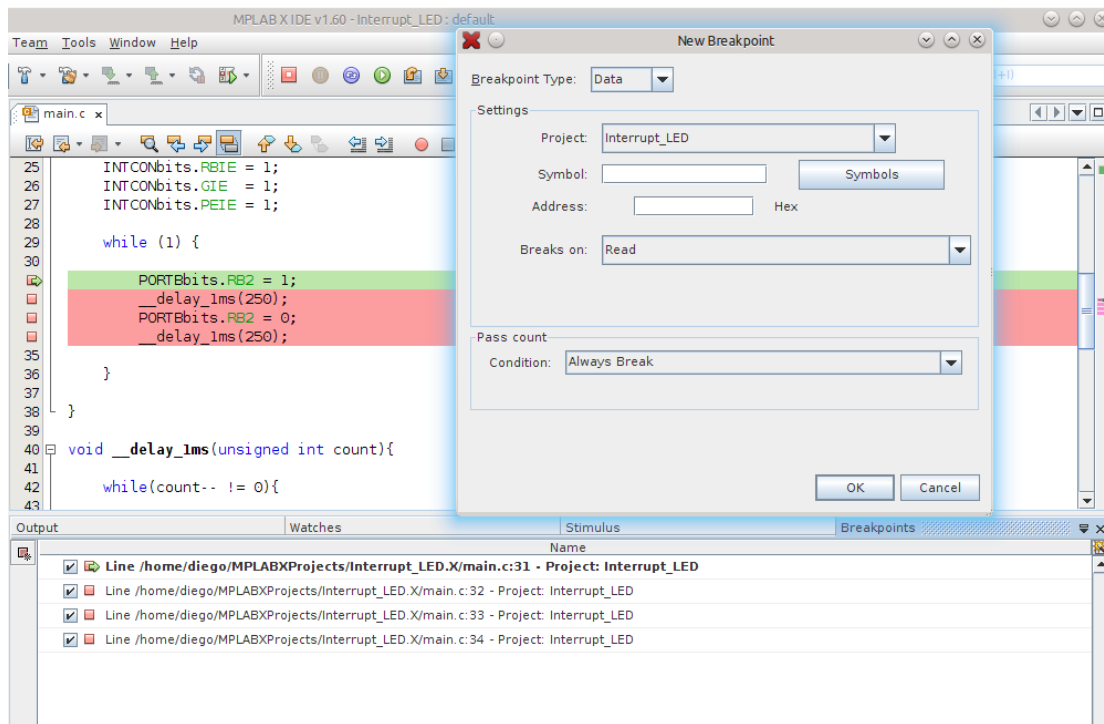 MPLAB X IDE v1.60 - Interrupt_LED : default
Team Tools Window Help
New Breakpoint
Breakpoint Type: Data
Settings
Project: Interrupt_LED
Symbol: Symbols
Address: Hex
Breaks on: Read
Pass count
Condition: Always Break
OK Cancel
+I)
main.c x
25 INTCONbits.RBIE = 1;
26 INTCONbits.GIE  = 1;
27 INTCONbits.PEIE = 1;
28
29 while (1) {
30
PORTBbits.RB2 = 1;
__delay_1ms(250);
PORTBbits.RB2 = 0;
__delay_1ms(250);
35
36 }
37
38 }
39
40 void __delay_1ms(unsigned int count){
41
42 while(count-- != 0){
43
Output Watches Stimulus Breakpoints
Name
Line /home/diego/MPLABXProjects/Interrupt_LED.X/main.c:31 - Project: Interrupt_LED
Line /home/diego/MPLABXProjects/Interrupt_LED.X/main.c:32 - Project: Interrupt_LED
Line /home/diego/MPLABXProjects/Interrupt_LED.X/main.c:33 - Project: Interrupt_LED
Line /home/diego/MPLABXProjects/Interrupt_LED.X/main.c:34 - Project: Interrupt_LED